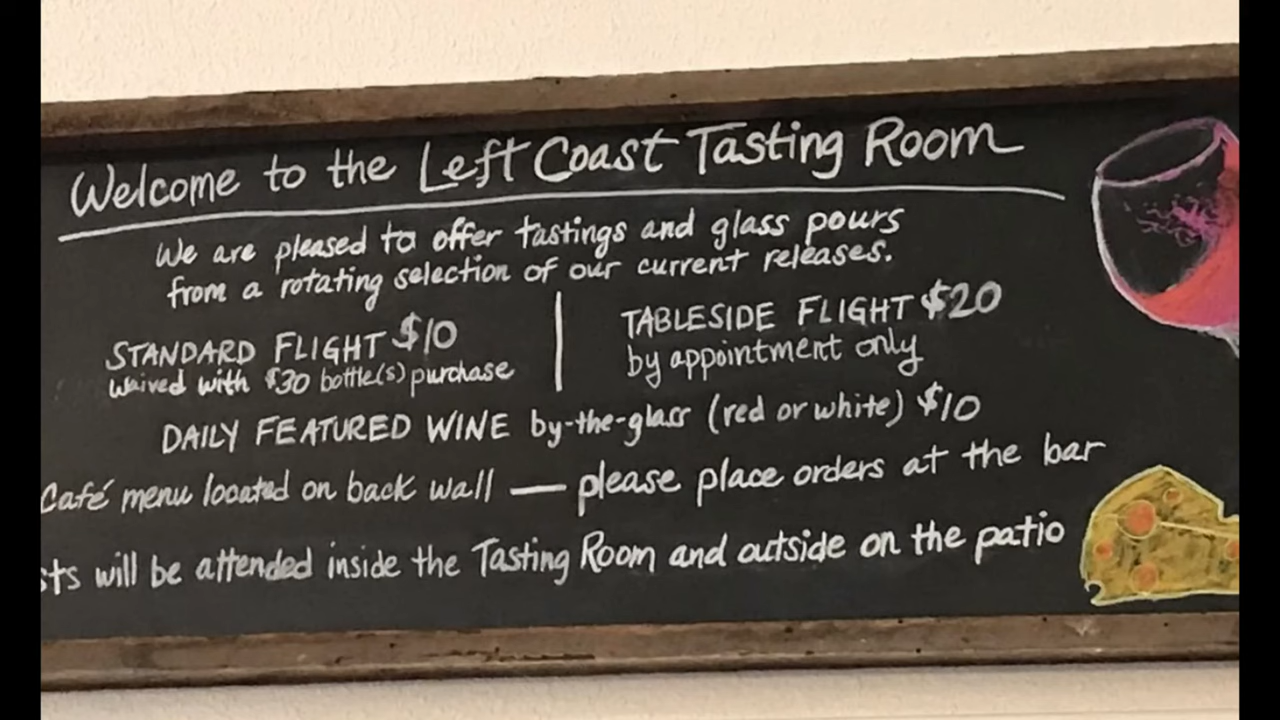 Welcome to the Left Coast Tasting Room
We are pleased to offer tastings and glass pours
from a rotating selection of our current releases.
STANDARD FLIGHT $10
waived with $30 bottle(s) purchase
TABLESIDE FLIGHT $20
by appointment only
DAILY FEATURED WINE by-the-glass (red or white) $10
Café menu located on back wall — please place orders at the bar
sts will be attended inside the Tasting Room and outside on the patio